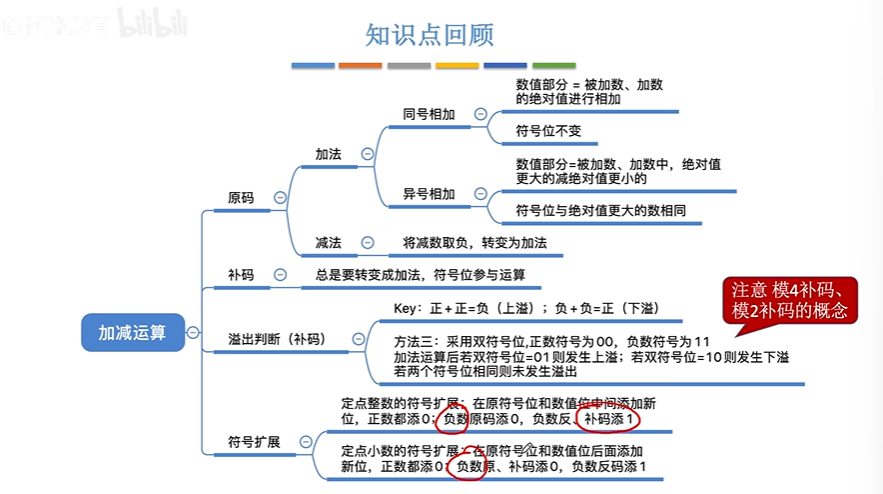 bilibili
知识点回顾
数值部分 = 被加数、加数
的绝对值进行相加
同号相加
符号位不变
加法
数值部分=被加数、加数中，绝对值
更大的减绝对值更小的
异号相加
符号位与绝对值更大的数相同
原码
减法
将减数取负，转变为加法
补码
总是要转变成加法，符号位参与运算
注意 模4补码、
模2补码的概念
Key：正+正=负（上溢）；负+负=正（下溢）
加减运算
溢出判断（补码）
方法三：采用双符号位,正数符号为00，负数符号为11
加法运算后若双符号位=01则发生上溢；若双符号位=10则发生下溢
若两个符号位相同则未发生溢出
定点整数的符号扩展：在原符号位和数值位中间添加新
位，正数都添0；负数原码添0，负数反、补码添1
符号扩展
定点小数的符号扩展：在原符号位和数值位后面添加
新位，正数都添0；负数原、补码添0，负数反码添1